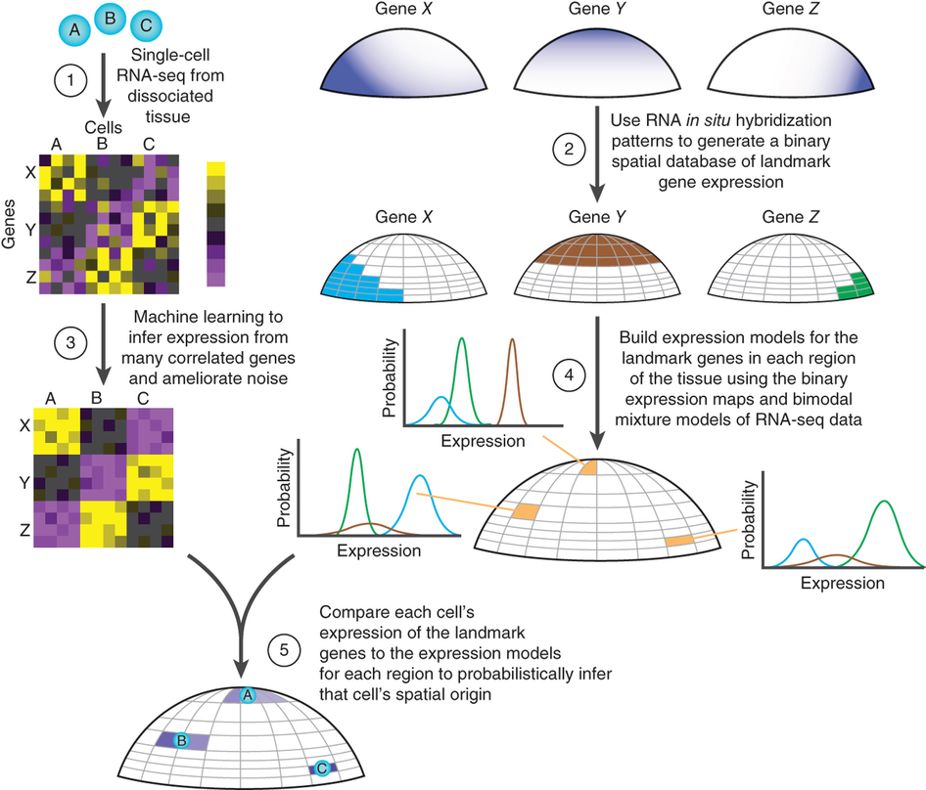 A
B
C
1
Single-cell
RNA-seq from
dissociated
tissue
Cells
A B C
Genes
X
Y
Z
3
Machine learning to
infer expression from
many correlated genes
and ameliorate noise
A B C
X
Y
Z
Gene X
Gene Y
Gene Z
2
Use RNA in situ hybridization
patterns to generate a binary
spatial database of landmark
gene expression
Gene X
Gene Y
Gene Z
4
Build expression models for the
landmark genes in each region
of the tissue using the binary
expression maps and bimodal
mixture models of RNA-seq data
Probability
Expression
Probability
Expression
Probability
Expression
5
Compare each cell’s
expression of the landmark
genes to the expression models
for each region to probabilistically infer
that cell’s spatial origin
A
B
C